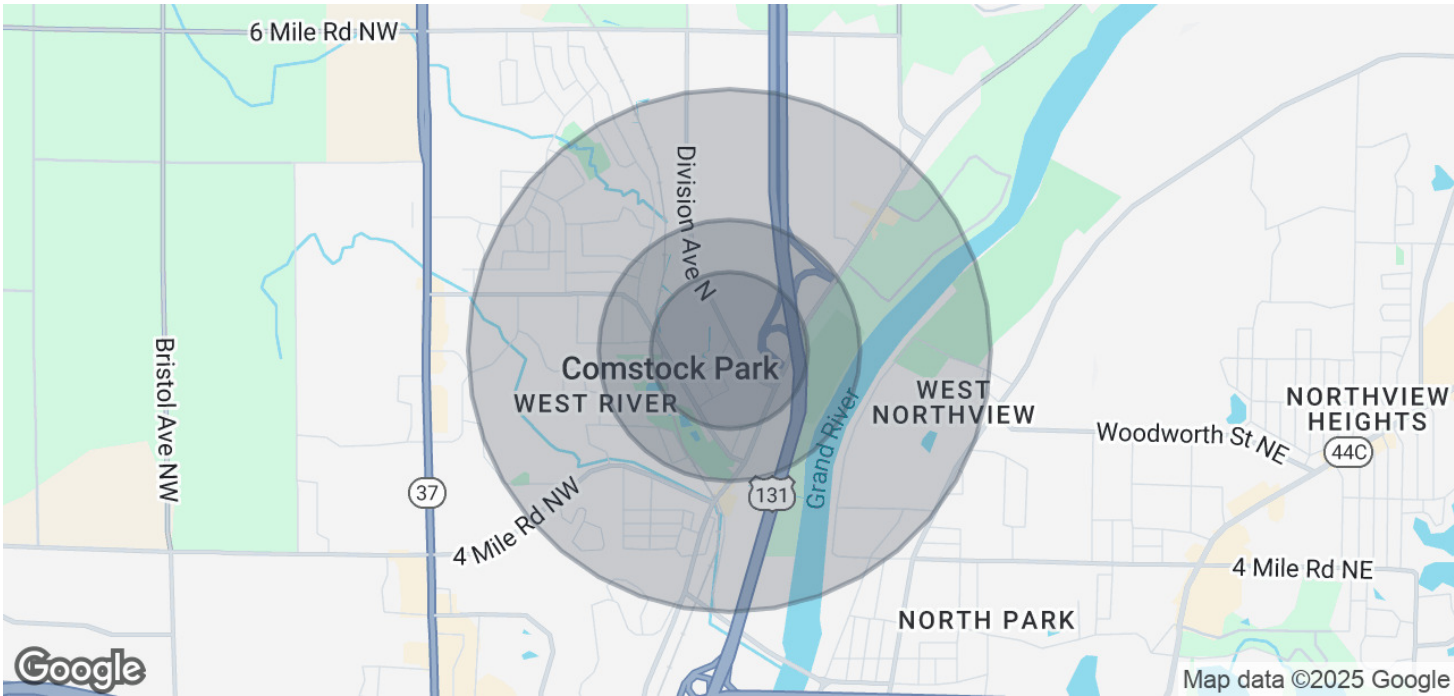 6 Mile Rd NW
Division Ave N
Comstock Park
WEST RIVER
WEST
NORTHVIEW
Bristol Ave NW
NORTHVIEW
HEIGHTS
Woodworth St NE
44C
37
131
Grand River
4 Mile Rd NW
4 Mile Rd NE
NORTH PARK
Google
Map data ©2025 Google